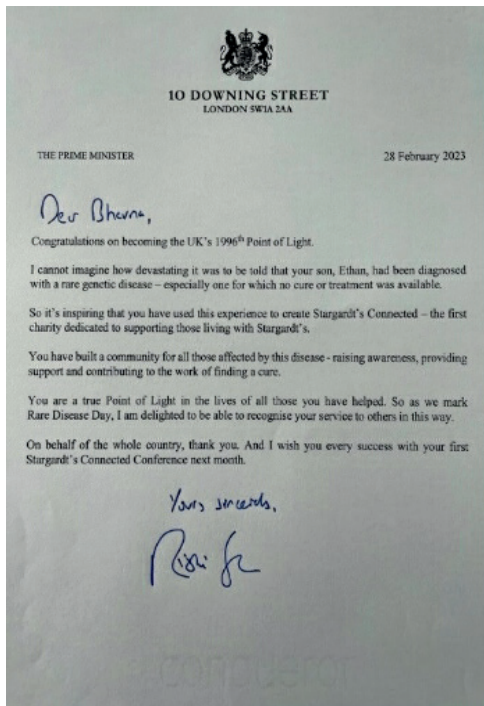 10 DOWNING STREET
LONDON SW1A 2AA
THE PRIME MINISTER
28 February 2023
Dear Bhavna,
Congratulations on becoming the UK's 1996th Point of Light.
I cannot imagine how devastating it was to be told that your son, Ethan, had been diagnosed
with a rare genetic disease – especially one for which no cure or treatment was available.
So it's inspiring that you have used this experience to create Stargardt's Connected – the first
charity dedicated to supporting those living with Stargardt's.
You have built a community for all those affected by this disease - raising awareness, providing
support and contributing to the work of finding a cure.
You are a true Point of Light in the lives of all those you have helped. So as we mark
Rare Disease Day, I am delighted to be able to recognise your service to others in this way.
On behalf of the whole country, thank you. And I wish you every success with your first
Stargardt's Connected Conference next month.
Yours sincerely,
Rishi
conqueror